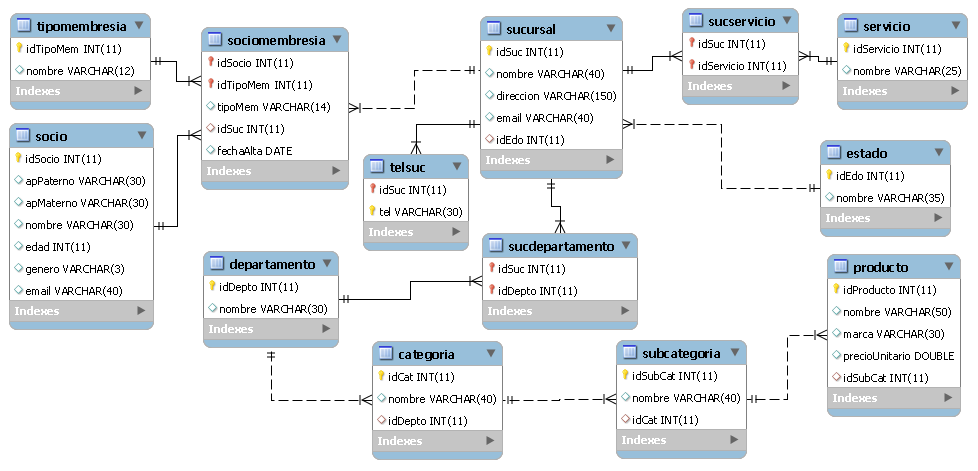 tipomembresia
idTipoMem INT(11)
nombre VARCHAR(12)
Indexes
sociomembresia
idSocio INT(11)
idTipoMem INT(11)
tipoMem VARCHAR(14)
idSuc INT(11)
fechaAlta DATE
Indexes
sucursal
idSuc INT(11)
nombre VARCHAR(40)
direccion VARCHAR(150)
email VARCHAR(40)
idEdo INT(11)
Indexes
sucservicio
idSuc INT(11)
idServicio INT(11)
Indexes
servicio
idServicio INT(11)
nombre VARCHAR(25)
Indexes
socio
idSocio INT(11)
apPaterno VARCHAR(30)
apMaterno VARCHAR(30)
nombre VARCHAR(30)
edad INT(11)
genero VARCHAR(3)
email VARCHAR(40)
Indexes
telsuc
idSuc INT(11)
tel VARCHAR(30)
Indexes
estado
idEdo INT(11)
nombre VARCHAR(35)
Indexes
departamento
idDepto INT(11)
nombre VARCHAR(30)
Indexes
sucdepartamento
idSuc INT(11)
idDepto INT(11)
Indexes
producto
idProducto INT(11)
nombre VARCHAR(50)
marca VARCHAR(30)
precioUnitario DOUBLE
idSubCat INT(11)
Indexes
categoria
idCat INT(11)
nombre VARCHAR(40)
idDepto INT(11)
Indexes
subcategoria
idSubCat INT(11)
nombre VARCHAR(40)
idCat INT(11)
Indexes